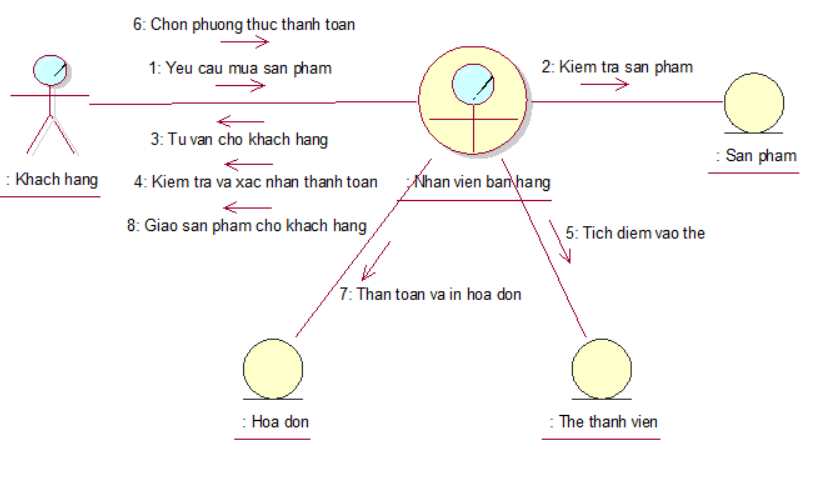 6: Chon phuong thuc thanh toan
1: Yeu cau mua san pham
2: Kiem tra san pham
3: Tu van cho khach hang
: San pham
: Khach hang
4: Kiem tra va xac nhan thanh toan
: Nhan vien ban hang
8: Giao san pham cho khach hang
5: Tich diem vao the
7: Than toan va in hoa don
: Hoa don
: The thanh vien